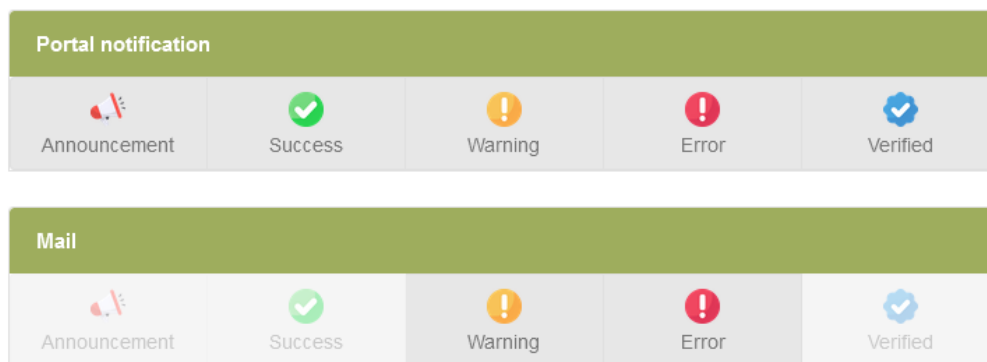 Portal notification
Announcement Success Warning Error Verified
Mail
Announcement Success Warning Error Verified